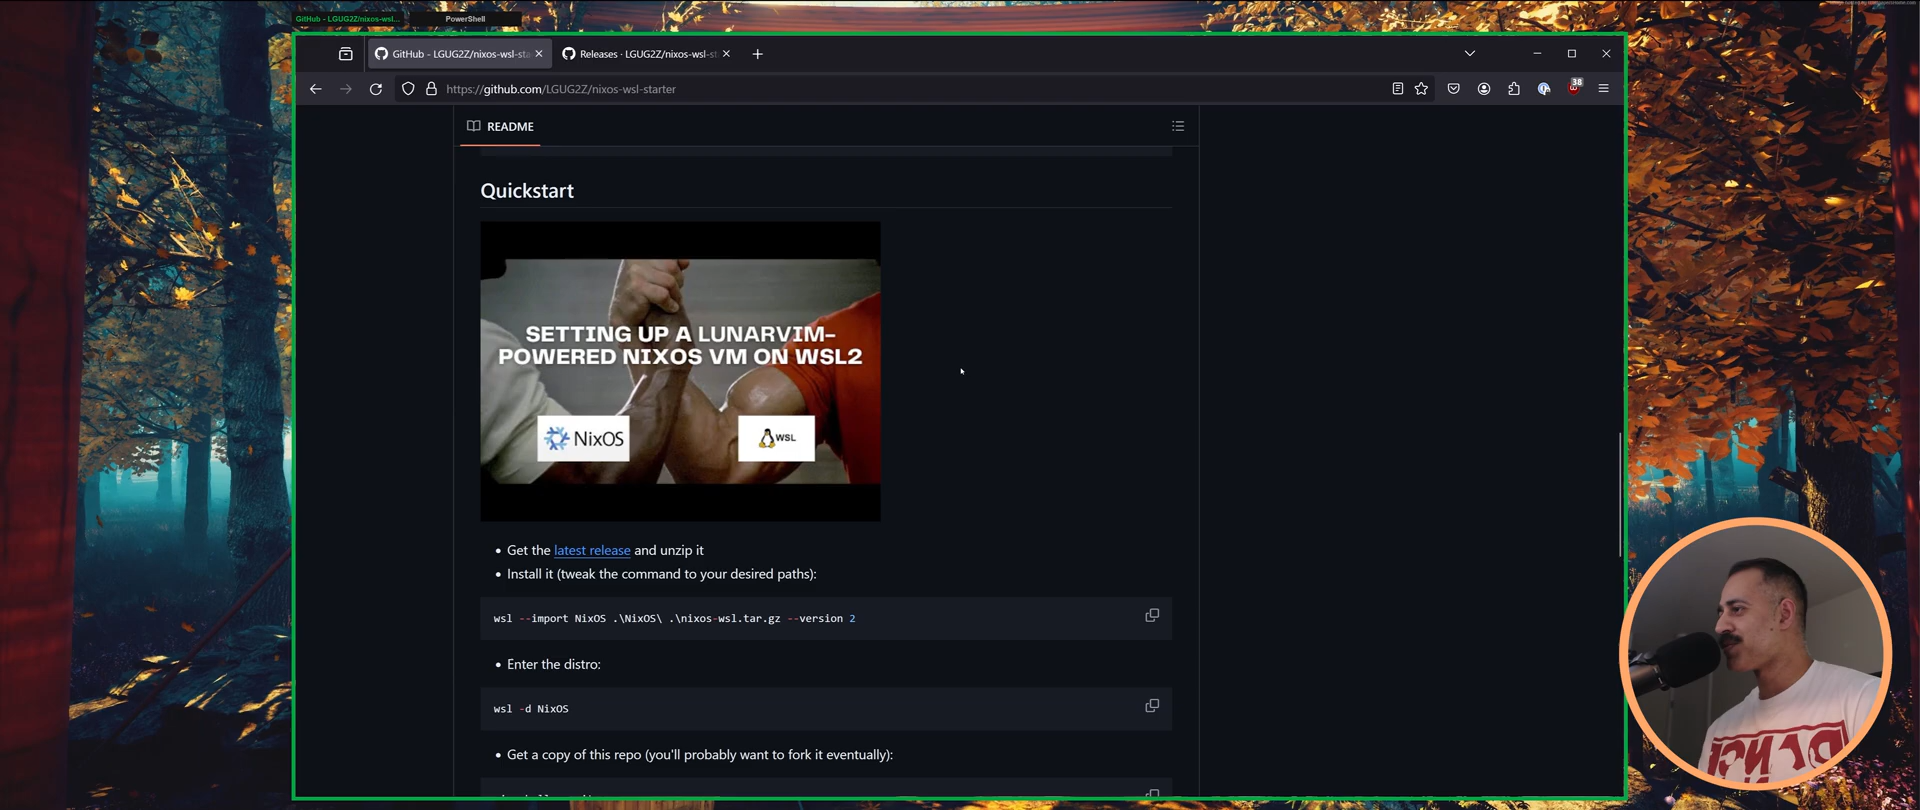 GitHub - LGUG2Z/nixos-wsl...
PowerShell
GitHub - LGUG2Z/nixos-wsl-sta
Releases · LGUG2Z/nixos-wsl-s
https://github.com/LGUG2Z/nixos-wsl-starter
38
README
Quickstart
SETTING UP A LUNARVIM-
POWERED NIXOS VM ON WSL2
NixOS
WSL
Get the latest release and unzip it
Install it (tweak the command to your desired paths):
wsl --import NixOS .\NixOS\ .\nixos-wsl.tar.gz --version 2
Enter the distro:
wsl -d NixOS
Get a copy of this repo (you'll probably want to fork it eventually):